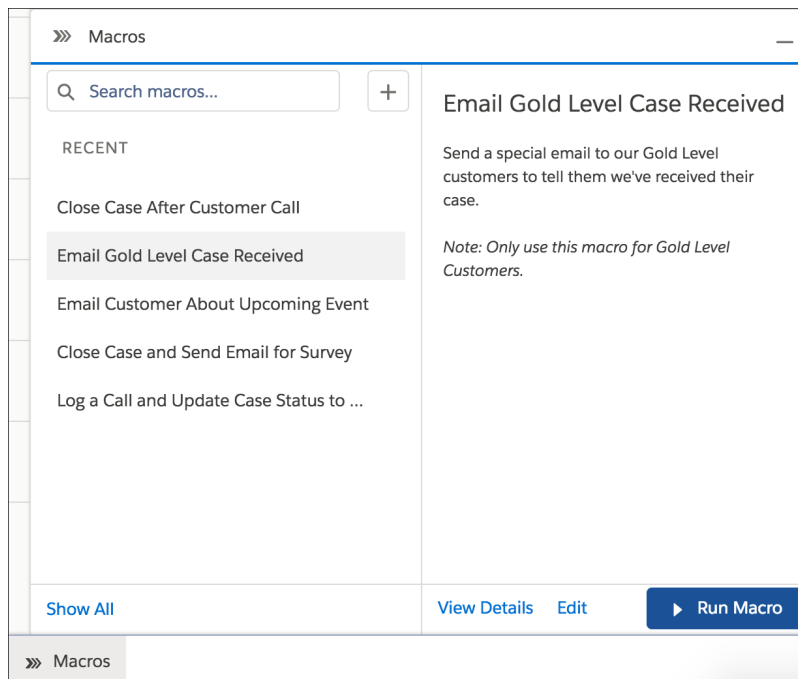 Macros
Search macros...
RECENT
Close Case After Customer Call
Email Gold Level Case Received
Email Customer About Upcoming Event
Close Case and Send Email for Survey
Log a Call and Update Case Status to ...
Show All
Email Gold Level Case Received
Send a special email to our Gold Level
customers to tell them we've received their
case.
Note: Only use this macro for Gold Level
Customers.
View Details
Edit
Run Macro
Macros